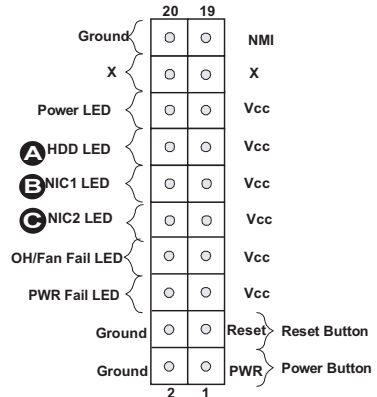 20 19
Ground NMI
X X
Power LED Vcc
A HDD LED Vcc
B NIC1 LED Vcc
C NIC2 LED Vcc
OH/Fan Fail LED Vcc
PWR Fail LED Vcc
Ground Reset Reset Button
Ground PWR Power Button
2 1